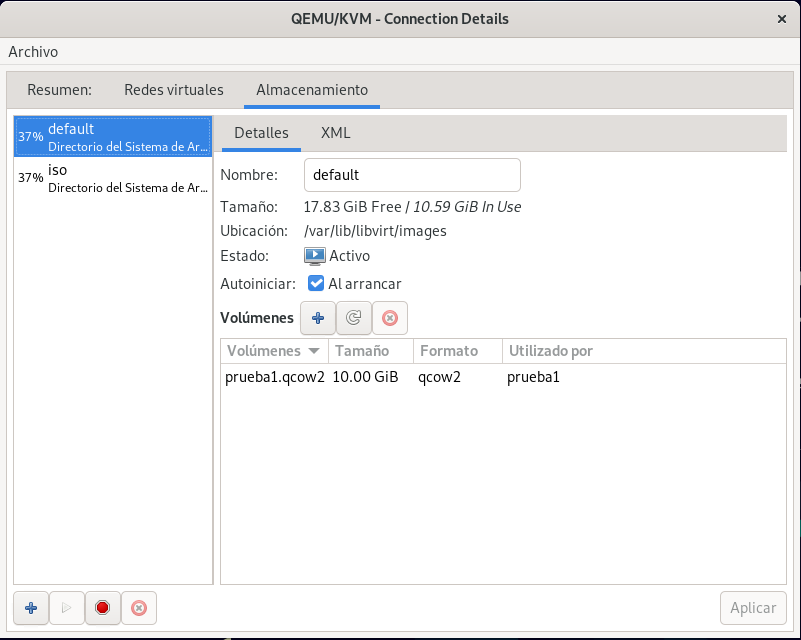 QEMU/KVM - Connection Details
Archivo
Resumen: Redes virtuales Almacenamiento
37% default
Directorio del Sistema de Ar...
37% iso
Directorio del Sistema de Ar...
Detalles XML
Nombre: default
Tamaño: 17.83 GiB Free / 10.59 GiB In Use
Ubicación: /var/lib/libvirt/images
Estado: Activo
Autoiniciar: Al arrancar
Volúmenes
Volúmenes Tamaño Formato Utilizado por
prueba1.qcow2 10.00 GiB qcow2 prueba1
Aplicar